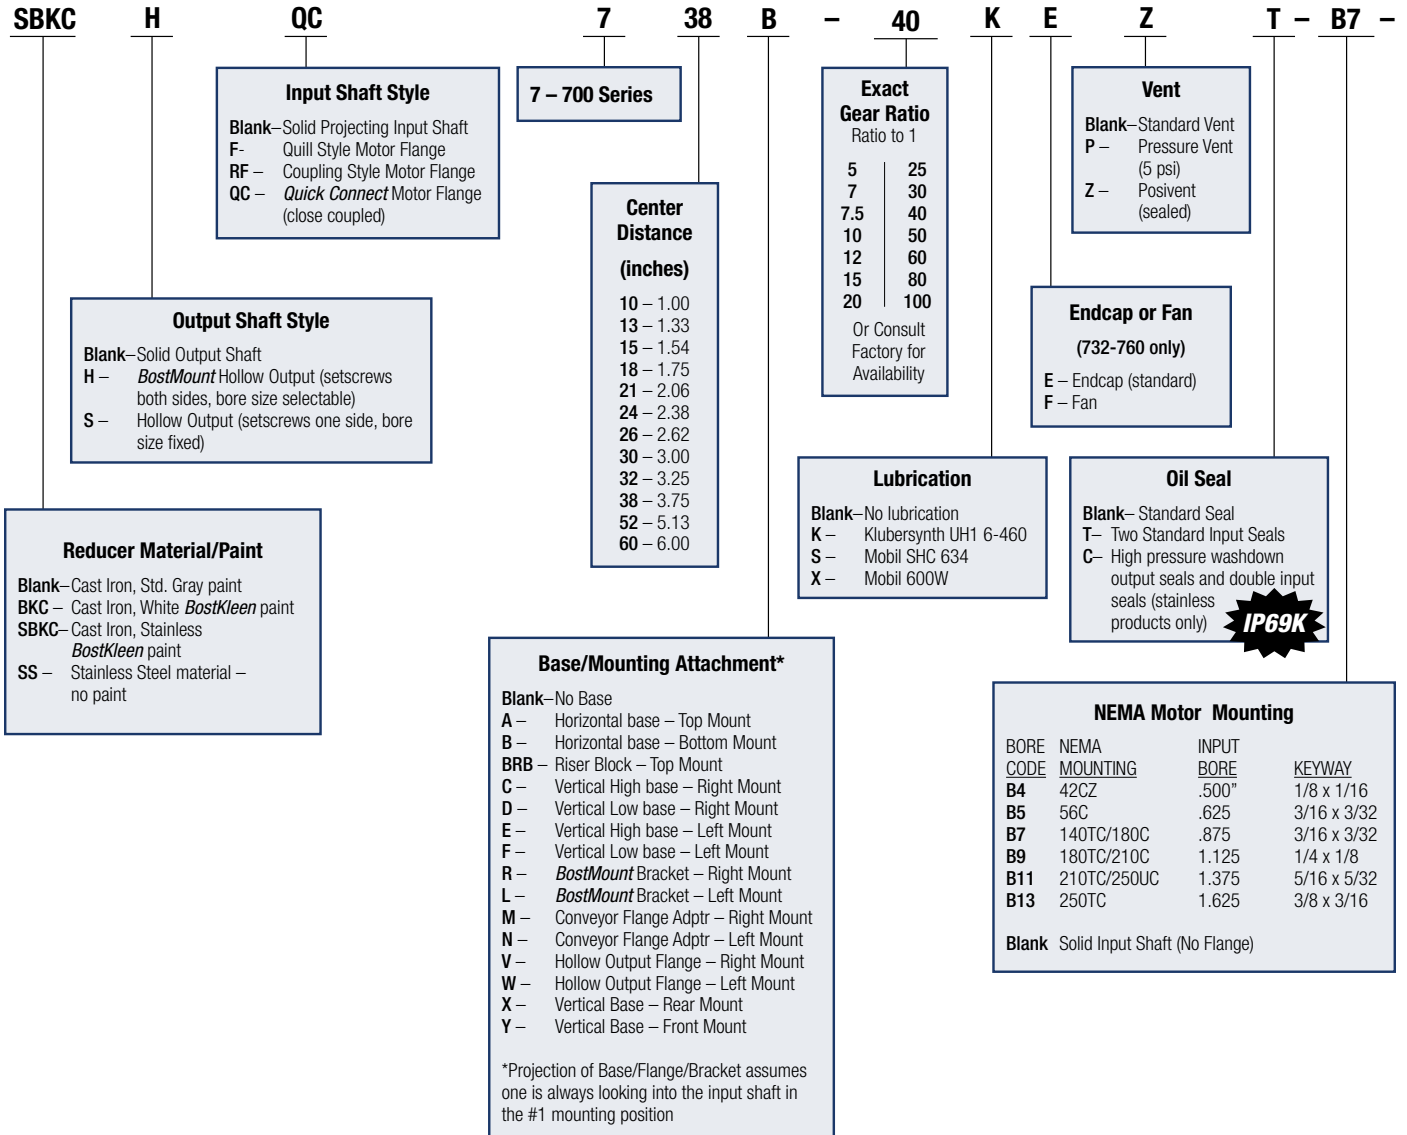 SBKC H QC 7 38 B – 40 K E Z T – B7 –
Input Shaft Style
Blank–Solid Projecting Input Shaft
F- Quill Style Motor Flange
RF – Coupling Style Motor Flange
QC – Quick Connect Motor Flange
(close coupled)
7 – 700 Series
Exact
Gear Ratio
Ratio to 1
5 25
7 30
7.5 40
10 50
12 60
15 80
20 100
Or Consult
Factory for
Availability
Vent
Blank–Standard Vent
P – Pressure Vent
(5 psi)
Z – Posivent
(sealed)
Center
Distance
(inches)
10 – 1.00
13 – 1.33
15 – 1.54
18 – 1.75
21 – 2.06
24 – 2.38
26 – 2.62
30 – 3.00
32 – 3.25
38 – 3.75
52 – 5.13
60 – 6.00
Output Shaft Style
Blank–Solid Output Shaft
H – BostMount Hollow Output (setscrews
both sides, bore size selectable)
S – Hollow Output (setscrews one side, bore
size fixed)
Endcap or Fan
(732-760 only)
E – Endcap (standard)
F – Fan
Lubrication
Blank–No lubrication
K – Klubersynth UH1 6-460
S – Mobil SHC 634
X – Mobil 600W
Oil Seal
Blank– Standard Seal
T– Two Standard Input Seals
C– High pressure washdown
output seals and double input
seals (stainless
products only)
IP69K
Reducer Material/Paint
Blank–Cast Iron, Std. Gray paint
BKC – Cast Iron, White BostKleen paint
SBKC–Cast Iron, Stainless
BostKleen paint
SS – Stainless Steel material –
no paint
Base/Mounting Attachment*
Blank–No Base
A – Horizontal base – Top Mount
B – Horizontal base – Bottom Mount
BRB – Riser Block – Top Mount
C – Vertical High base – Right Mount
D – Vertical Low base – Right Mount
E – Vertical High base – Left Mount
F – Vertical Low base – Left Mount
R – BostMount Bracket – Right Mount
L – BostMount Bracket – Left Mount
M – Conveyor Flange Adptr – Right Mount
N – Conveyor Flange Adptr – Left Mount
V – Hollow Output Flange – Right Mount
W – Hollow Output Flange – Left Mount
X – Vertical Base – Rear Mount
Y – Vertical Base – Front Mount
*Projection of Base/Flange/Bracket assumes
one is always looking into the input shaft in
the #1 mounting position
NEMA Motor Mounting
BORE NEMA INPUT
CODE MOUNTING BORE KEYWAY
B4 42CZ .500” 1/8 x 1/16
B5 56C .625 3/16 x 3/32
B7 140TC/180C .875 3/16 x 3/32
B9 180TC/210C 1.125 1/4 x 1/8
B11 210TC/250UC 1.375 5/16 x 5/32
B13 250TC 1.625 3/8 x 3/16
Blank Solid Input Shaft (No Flange)